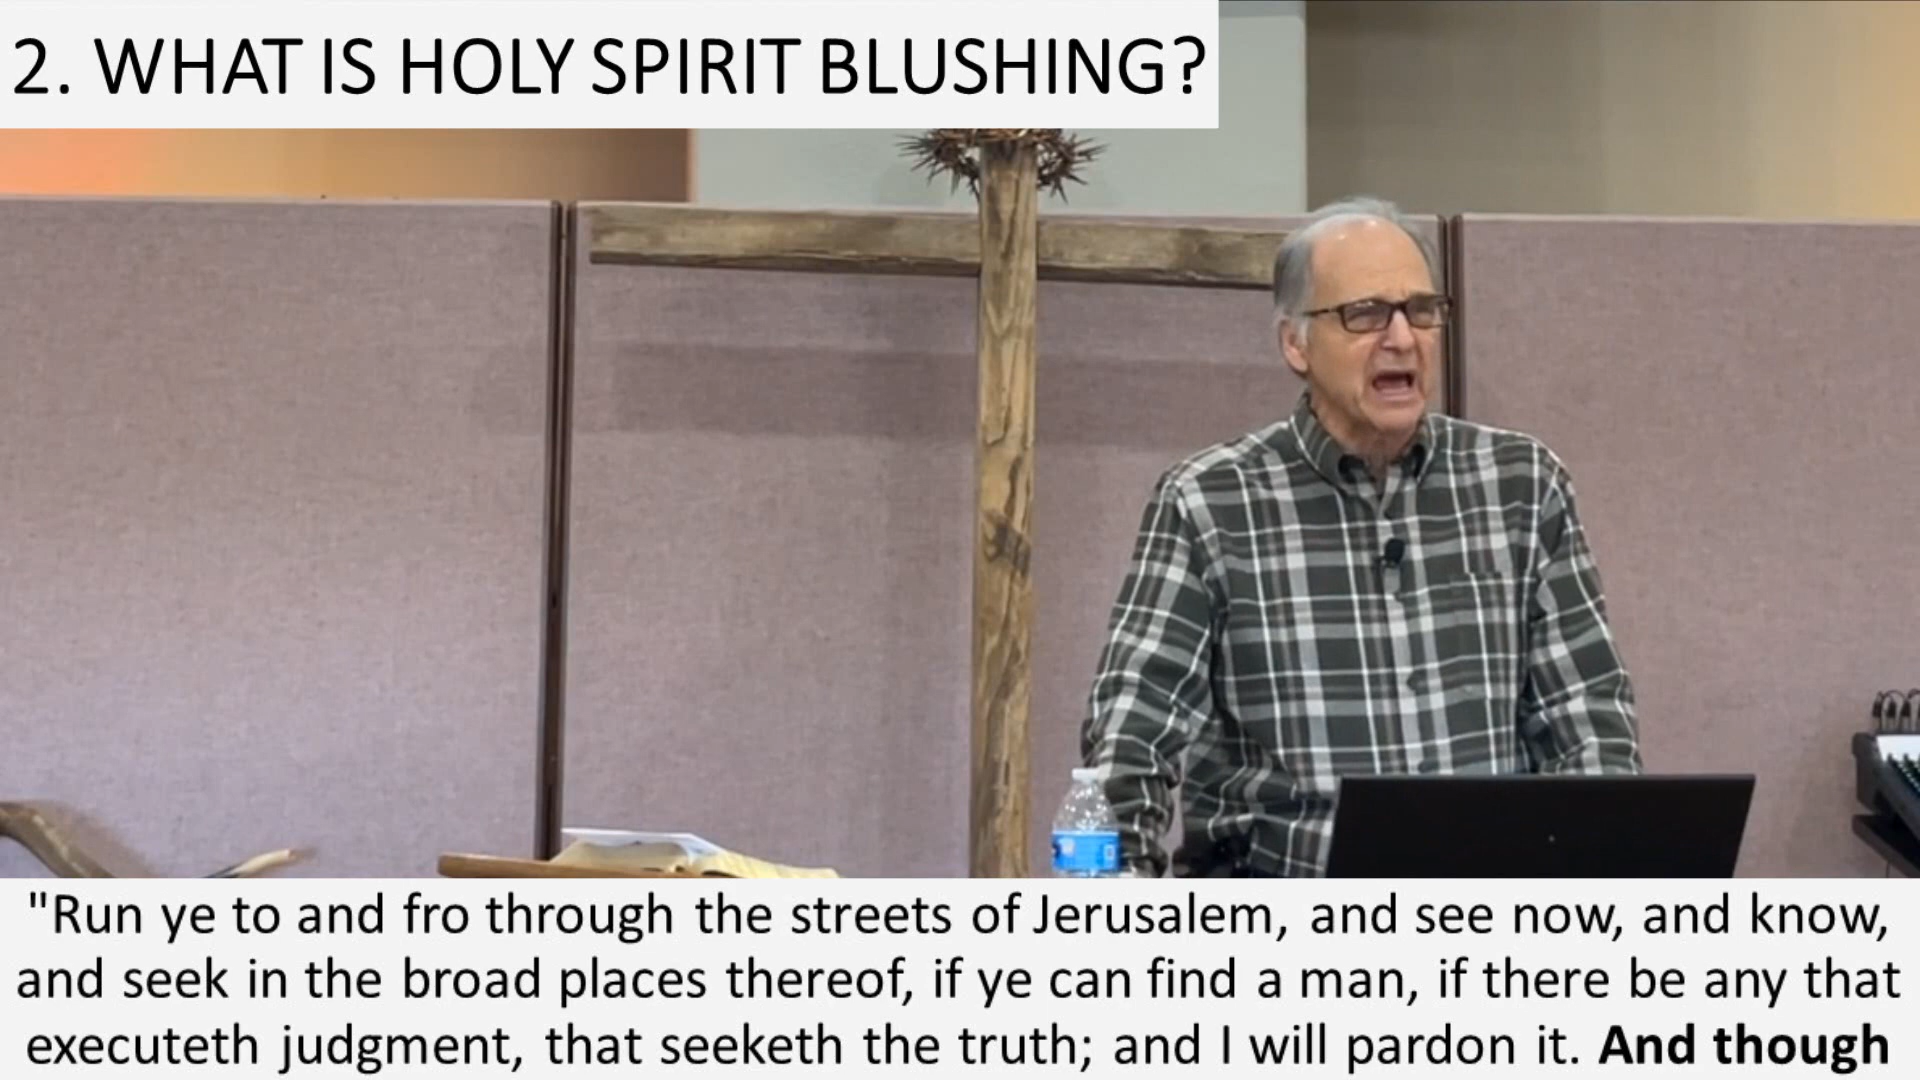 2. WHAT IS HOLY SPIRIT BLUSHING?
"Run ye to and fro through the streets of Jerusalem, and see now, and know,
and seek in the broad places thereof, if ye can find a man, if there be any that
executeth judgment, that seeketh the truth; and I will pardon it. And though